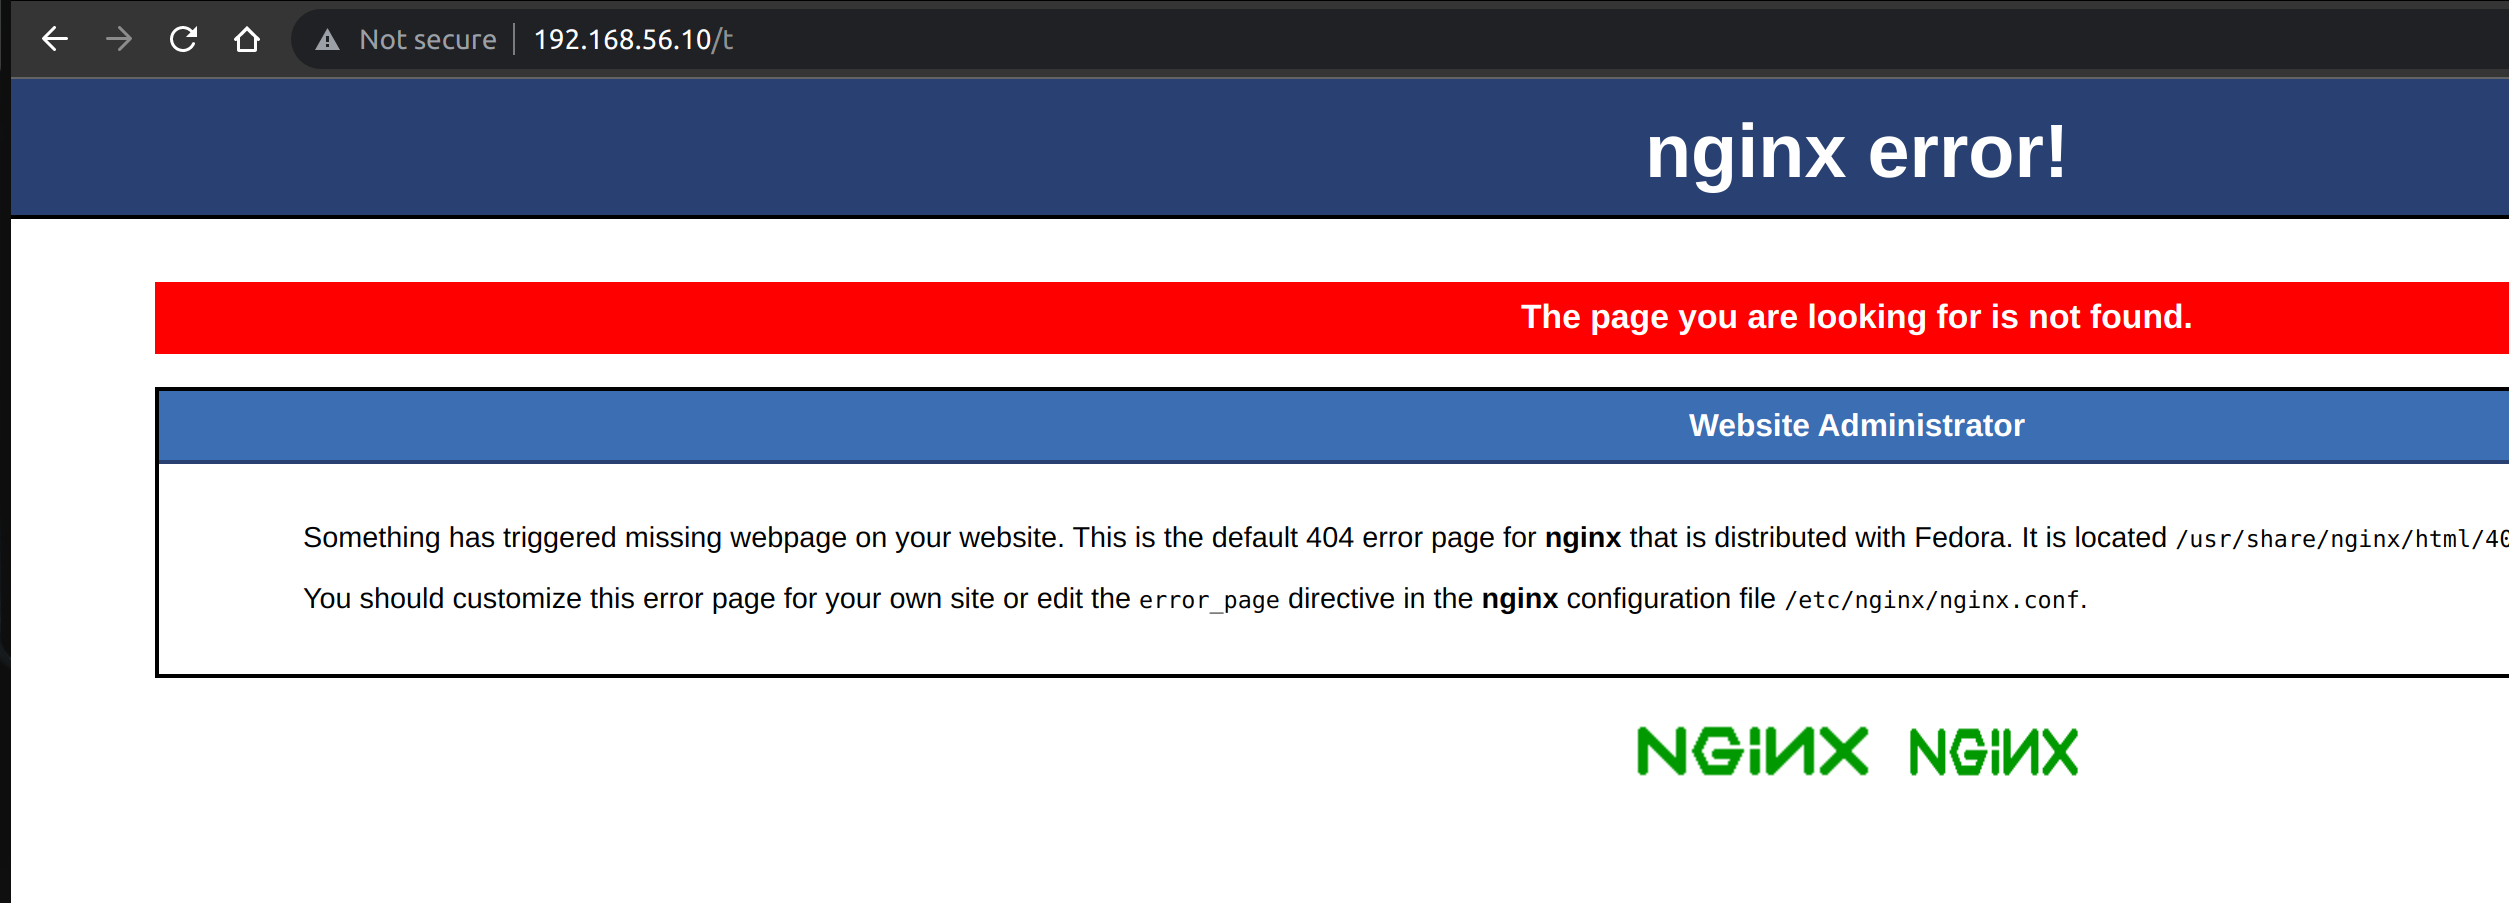 Not secure 192.168.56.10/t
nginx error!
The page you are looking for is not found.
Website Administrator
Something has triggered missing webpage on your website. This is the default 404 error page for nginx that is distributed with Fedora. It is located /usr/share/nginx/html/40
You should customize this error page for your own site or edit the error_page directive in the nginx configuration file /etc/nginx/nginx.conf.
NGINX NGINX